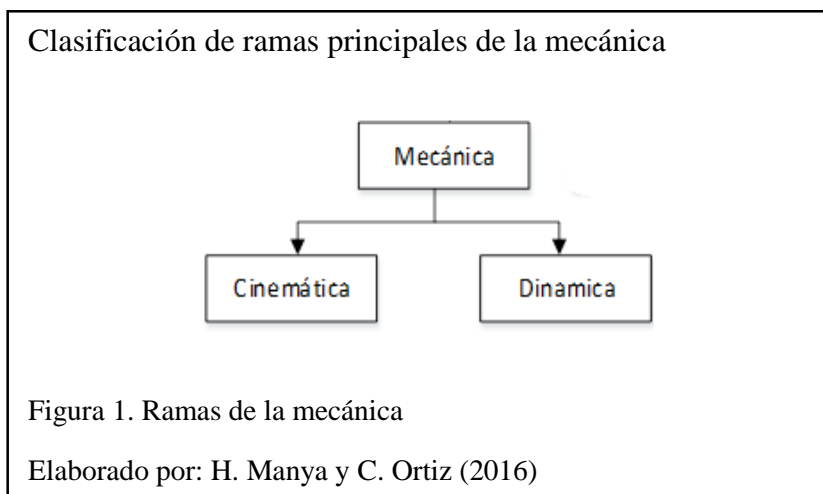 Clasificación de ramas principales de la mecánica
Mecánica
Cinemática
Dinamica
Figura 1. Ramas de la mecánica
Elaborado por: H. Manya y C. Ortiz (2016)